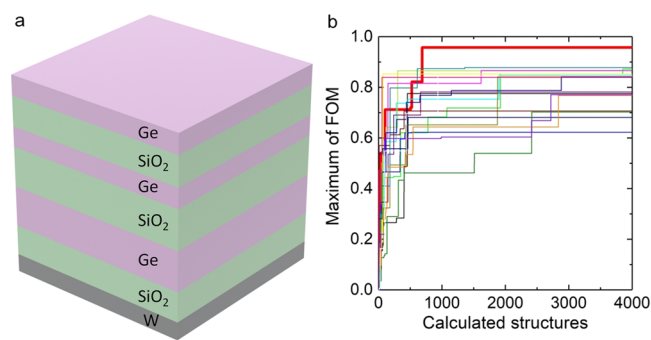 a
Ge
SiO₂
Ge
SiO₂
Ge
SiO₂
W
b
Maximum of FOM
1.0
0.8
0.6
0.4
0.2
0.0
0 1000 2000 3000 4000
Calculated structures